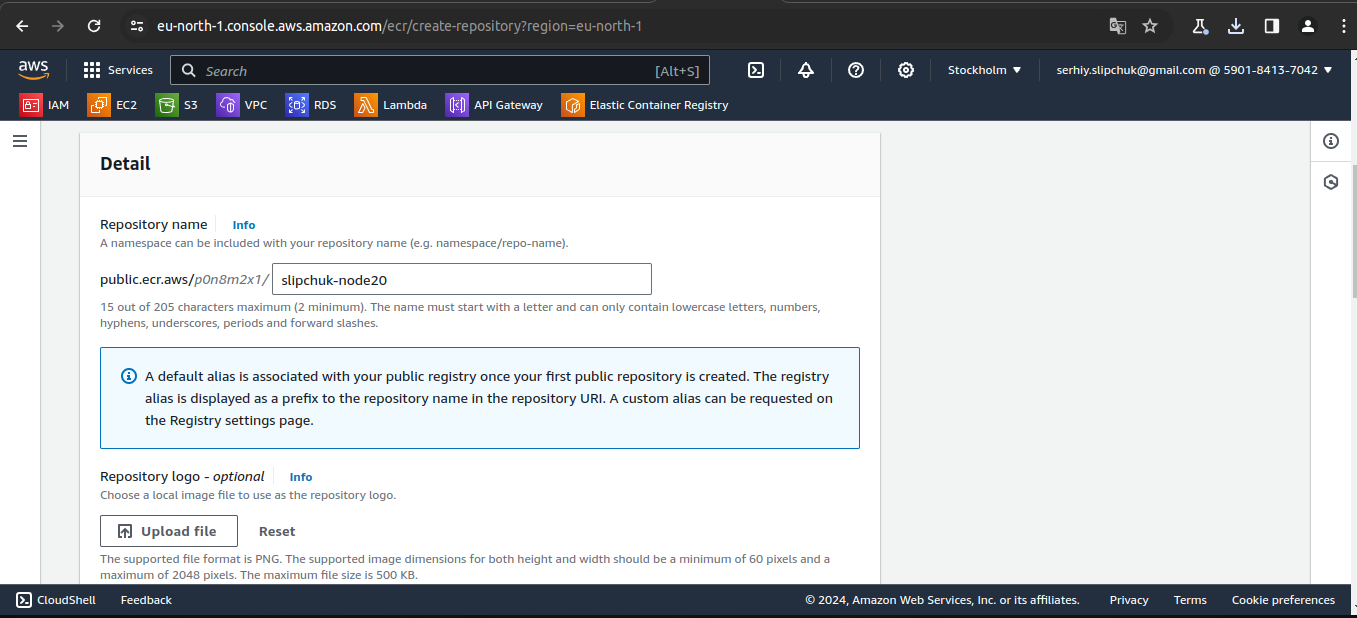 eu-north-1.console.aws.amazon.com/ecr/create-repository?region=eu-north-1
aws Services Search [Alt+S] Stockholm ▼ serhiy.slipchuk@gmail.com @ 5901-8413-7042 ▼
IAM EC2 S3 VPC RDS Lambda API Gateway Elastic Container Registry
Detail
Repository name Info
A namespace can be included with your repository name (e.g. namespace/repo-name).
public.ecr.aws/p0n8m2x1/ slipchuk-node20
15 out of 205 characters maximum (2 minimum). The name must start with a letter and can only contain lowercase letters, numbers,
hyphens, underscores, periods and forward slashes.
A default alias is associated with your public registry once your first public repository is created. The registry
alias is displayed as a prefix to the repository name in the repository URI. A custom alias can be requested on
the Registry settings page.
Repository logo - optional Info
Choose a local image file to use as the repository logo.
Upload file Reset
The supported file format is PNG. The supported image dimensions for both height and width should be a minimum of 60 pixels and a
maximum of 2048 pixels. The maximum file size is 500 KB.
CloudShell Feedback © 2024, Amazon Web Services, Inc. or its affiliates. Privacy Terms Cookie preferences